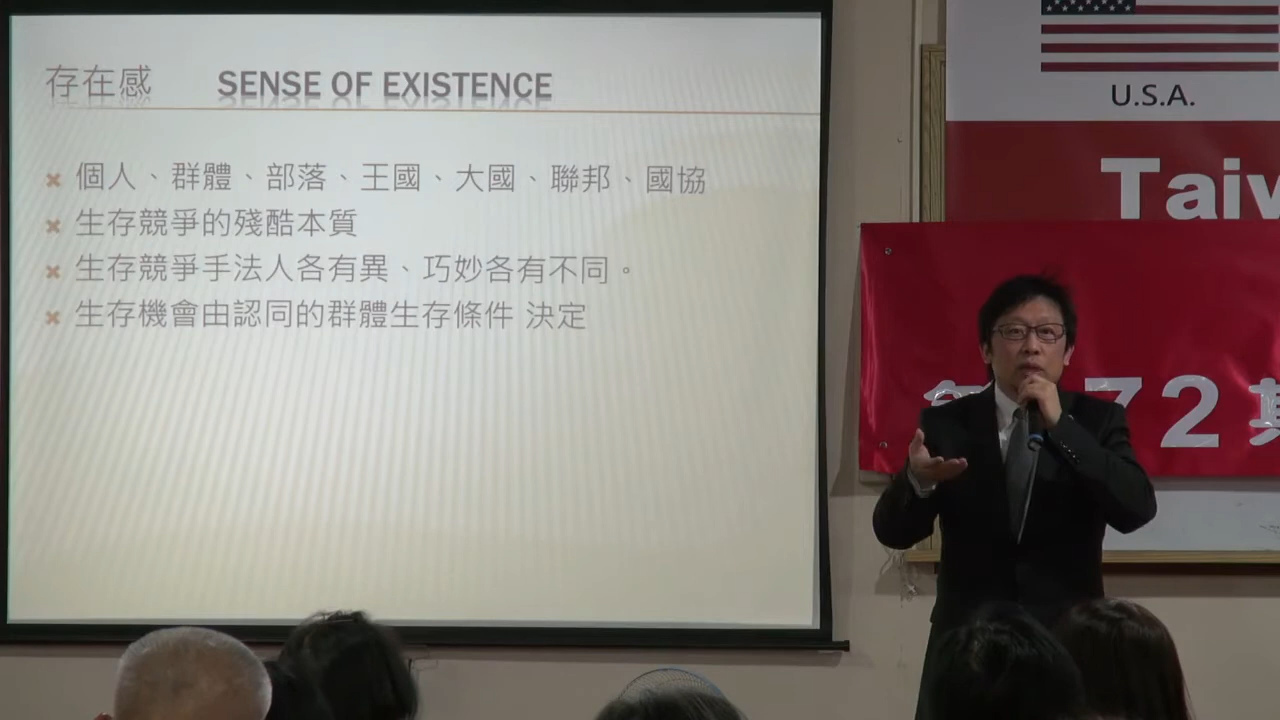 存在感 SENSE OF EXISTENCE
個人、群體、部落、王國、大國、聯邦、國協
生存競爭的殘酷本質
生存競爭手法人各有異、巧妙各有不同。
生存機會由認同的群體生存條件 決定
U.S.A.
Taiw
72期